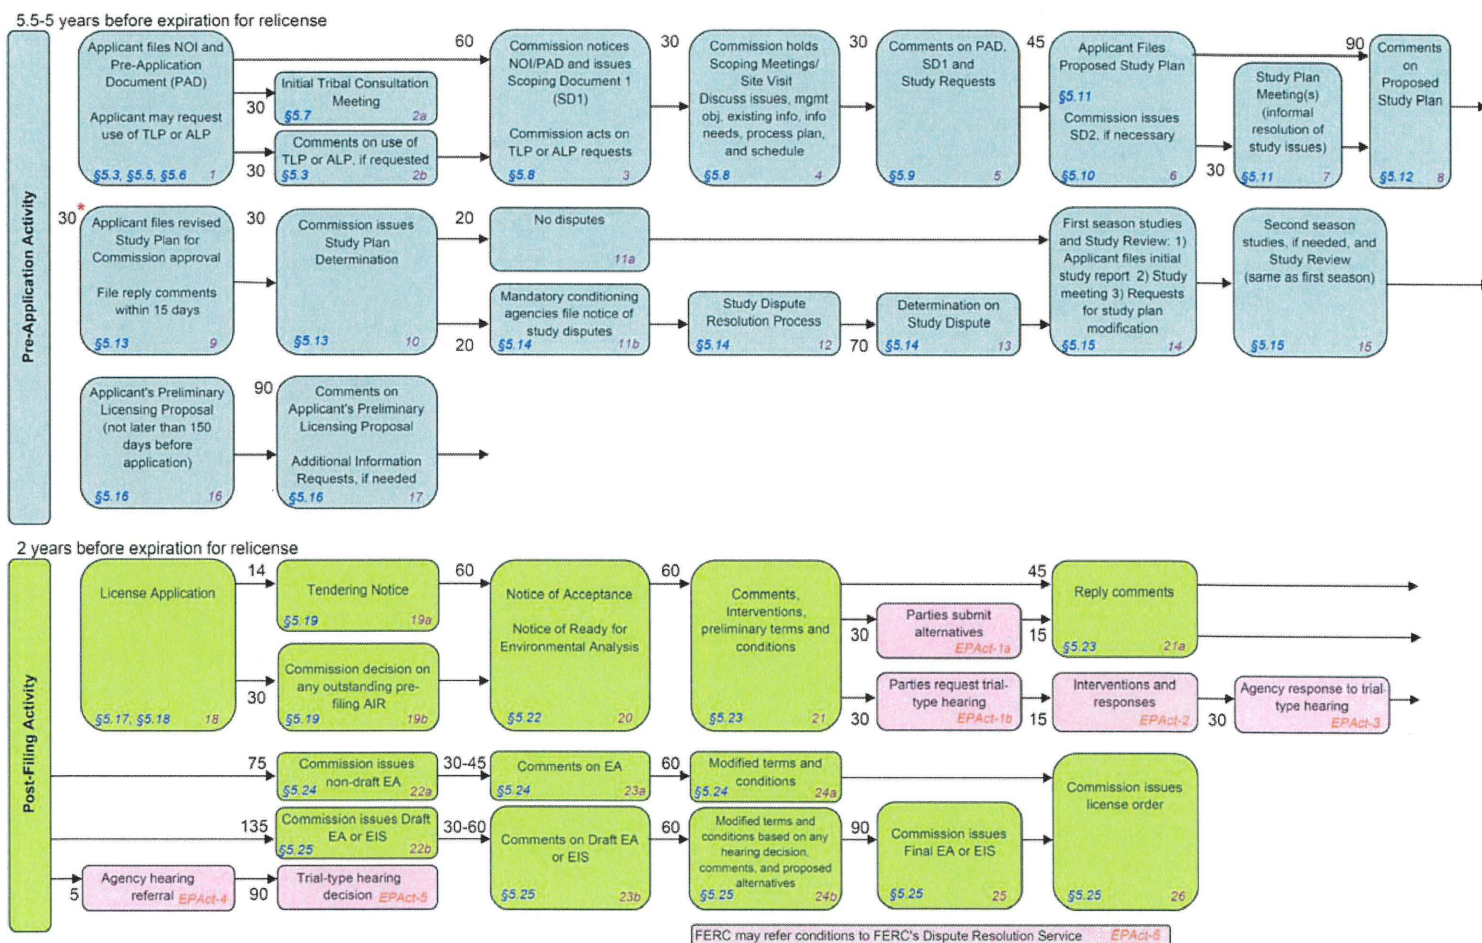 5.5-5 years before expiration for relicense
Pre-Application Activity
Applicant files NOI and
Pre-Application
Document (PAD)
Applicant may request
use of TLP or ALP
§5.3, §5.5, §5.6 1
60
30
Initial Tribal Consultation
Meeting
§5.7 2a
30
Comments on use of
TLP or ALP, if requested
§5.3 2b
Commission notices
NOI/PAD and issues
Scoping Document 1
(SD1)
Commission acts on
TLP or ALP requests
§5.8 3
30
Commission holds
Scoping Meetings/
Site Visit
Discuss issues, mgmt
obj, existing info, info
needs, process plan,
and schedule
§5.8 4
30
Comments on PAD,
SD1 and
Study Requests
§5.9 5
45
Applicant Files
Proposed Study Plan
§5.11
Commission issues
SD2, if necessary
§5.10 6
90
30
Study Plan
Meeting(s)
(informal
resolution of
study issues)
§5.11 7
Comments
on
Proposed
Study Plan
§5.12 8
30 *
Applicant files revised
Study Plan for
Commission approval
File reply comments
within 15 days
§5.13 9
30
Commission issues
Study Plan
Determination
§5.13 10
20
No disputes
11a
20
Mandatory conditioning
agencies file notice of
study disputes
§5.14 11b
Study Dispute
Resolution Process
§5.14 12
70
Determination on
Study Dispute
§5.14 13
First season studies
and Study Review: 1)
Applicant files initial
study report 2) Study
meeting 3) Requests
for study plan
modification
§5.15 14
Second season
studies, if needed, and
Study Review
(same as first season)
§5.15 15
Applicant's Preliminary
Licensing Proposal
(not later than 150
days before
application)
§5.16 16
90
Comments on
Applicant's Preliminary
Licensing Proposal
Additional Information
Requests, if needed
§5.16 17
2 years before expiration for relicense
Post-Filing Activity
License Application
§5.17, §5.18 18
14
Tendering Notice
§5.19 19a
30
Commission decision on
any outstanding pre-
filing AIR
§5.19 19b
60
Notice of Acceptance
Notice of Ready for
Environmental Analysis
§5.22 20
60
Comments,
Interventions,
preliminary terms and
conditions
§5.23 21
30
Parties submit
alternatives
EPAct-1a
45
15
Reply comments
§5.23 21a
30
Parties request trial-
type hearing
EPAct-1b
15
Interventions and
responses
EPAct-2
30
Agency response to trial-
type hearing
EPAct-3
75
Commission issues
non-draft EA
§5.24 22a
30-45
Comments on EA
§5.24 23a
60
Modified terms and
conditions
§5.24 24a
135
Commission issues Draft
EA or EIS
§5.25 22b
30-60
Comments on Draft EA
or EIS
§5.25 23b
60
Modified terms and
conditions based on any
hearing decision,
comments, and proposed
alternatives
§5.25 24b
90
Commission issues
Final EA or EIS
§5.25 25
Commission issues
license order
§5.25 26
5
Agency hearing
referral EPAct-4
90
Trial-type hearing
decision EPAct-5
FERC may refer conditions to FERC's Dispute Resolution Service EPAct-6